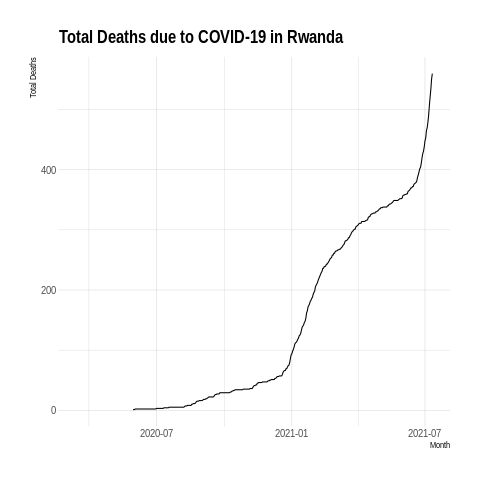 Total Deaths due to COVID-19 in Rwanda
Total Deaths
400
200
0
2020-07
2021-01
2021-07
Month